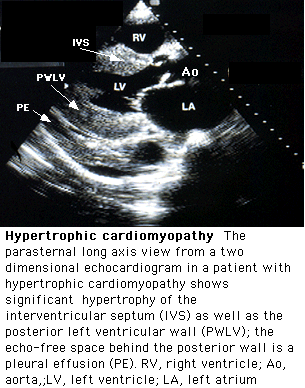 IVS
RV
PWLV
Ao
LV
LA
PE
Hypertrophic cardiomyopathy The
parasternal long axis view from a two
dimensional echocardiogram in a patient with
hypertrophic cardiomyopathy shows
significant hypertrophy of the
interventricular septum (IVS) as well as the
posterior left ventricular wall (PWLV); the
echo-free space behind the posterior wall is a
pleural effusion (PE). RV, right ventricle; Ao,
aorta,;LV, left ventricle; LA, left atrium